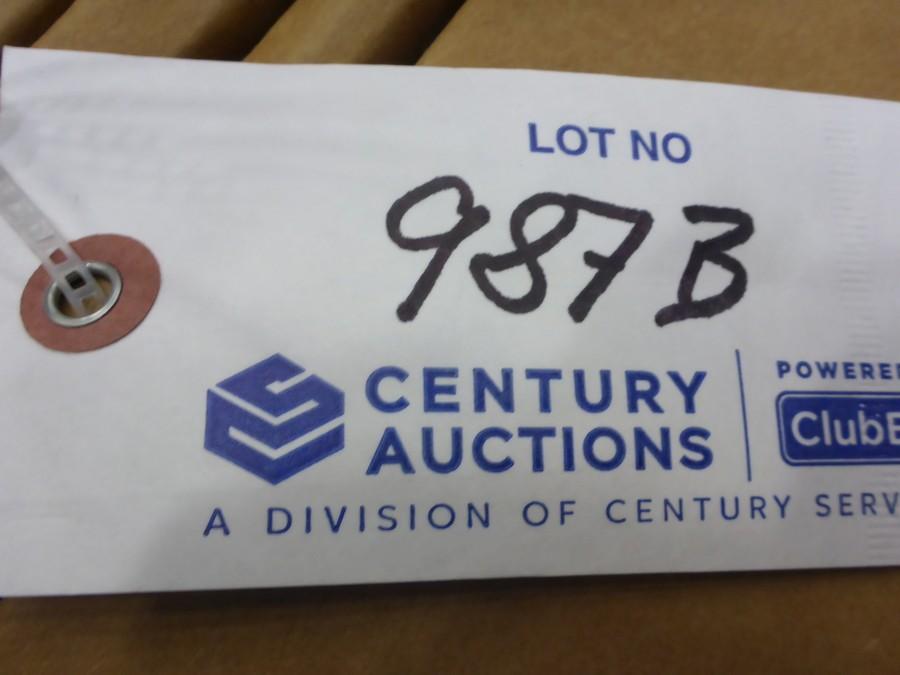 LOT NO
987B
CENTURY
AUCTIONS
A DIVISION OF CENTURY